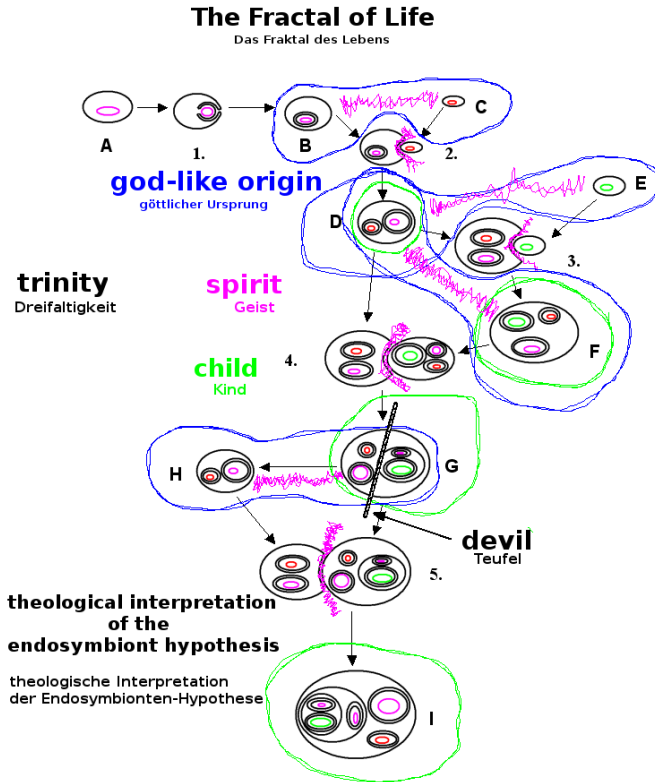 The Fractal of Life
Das Fraktal des Lebens
A
1.
B
C
2.
god-like origin
göttlicher Ursprung
D
E
3.
trinity
Dreifaltigkeit
spirit
Geist
F
4.
child
Kind
G
H
devil
Teufel
5.
theological interpretation
of the
endosymbiont hypothesis
theologische Interpretation
der Endosymbionten-Hypothese
I